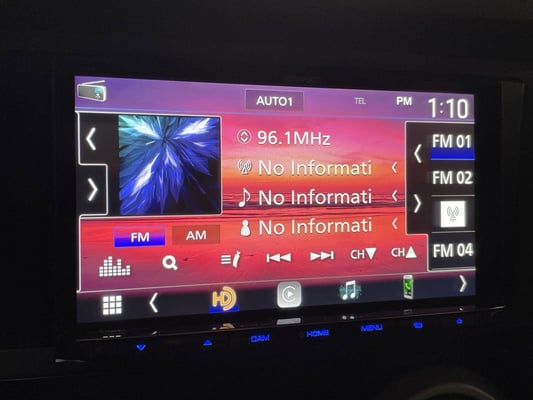 AUTO1 TEL PM 1:10
96.1MHz
No Informati
No Informati
No Informati
FM 01
FM 02
FM 04
FM AM
CH▼ CH▲
HD
CAM HOME MENU